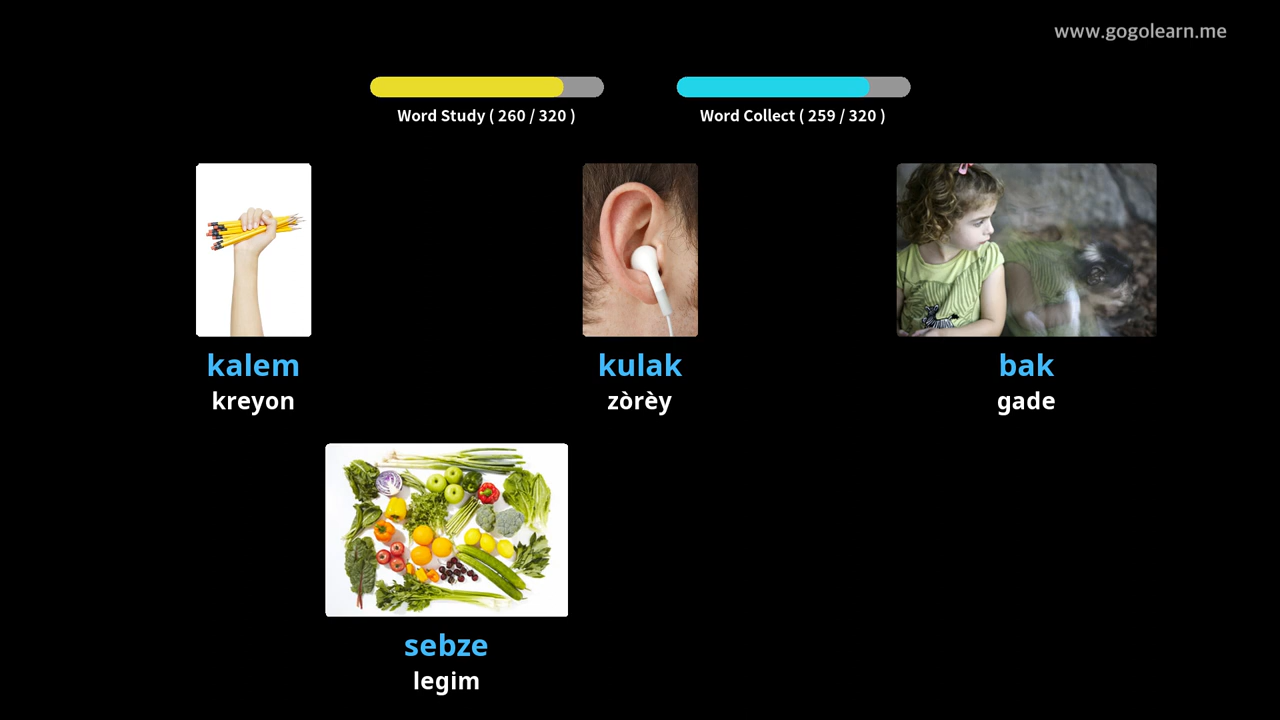 www.gogolearn.me
Word Study ( 260 / 320 )
Word Collect ( 259 / 320 )
kalem
kreyon
kulak
zòrèy
bak
gade
sebze
legim